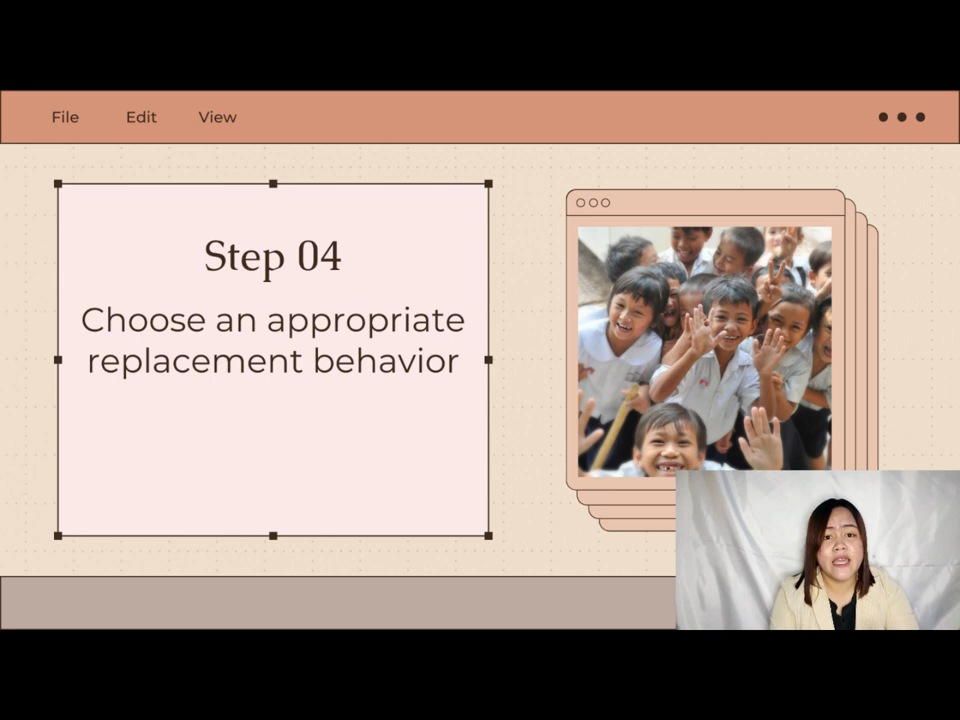 File Edit View
Step 04
Choose an appropriate
replacement behavior